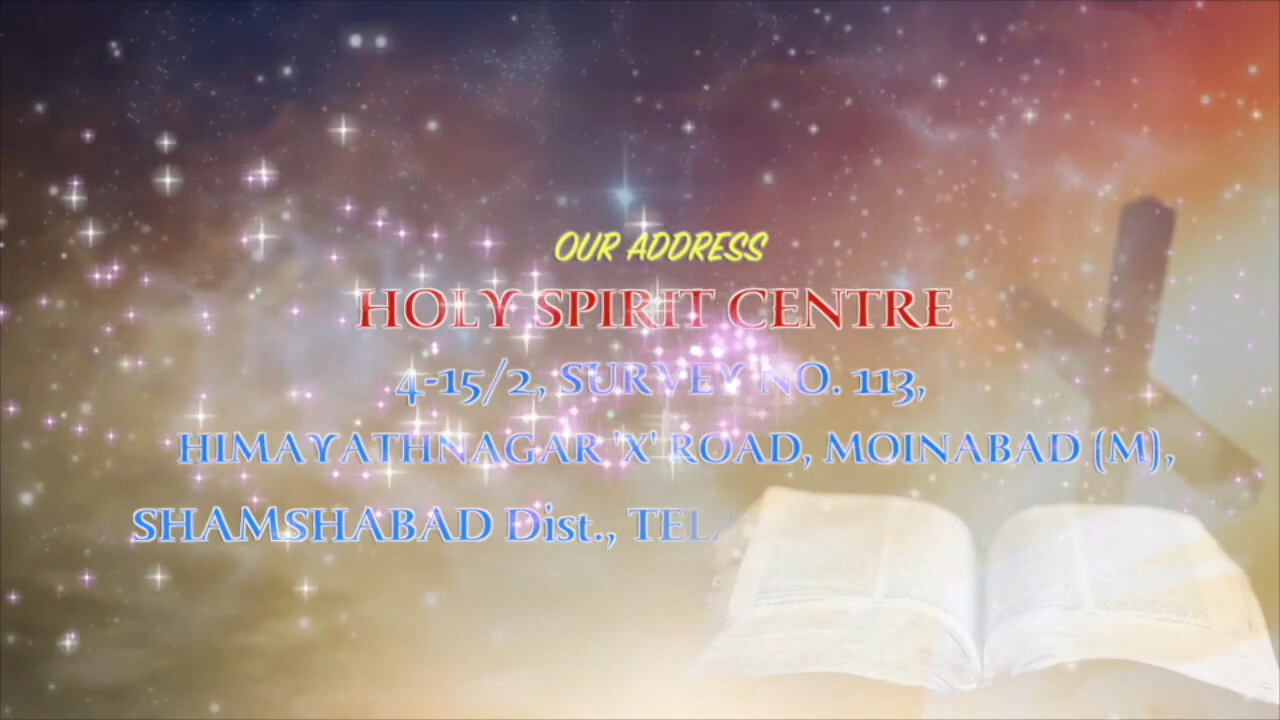 OUR ADDRESS
HOLY SPIRIT CENTRE
4-15/2, SURVEY NO. 113,
HIMAYATHNAGAR 'X' ROAD, MOINABAD (M),
SHAMSHABAD Dist.,